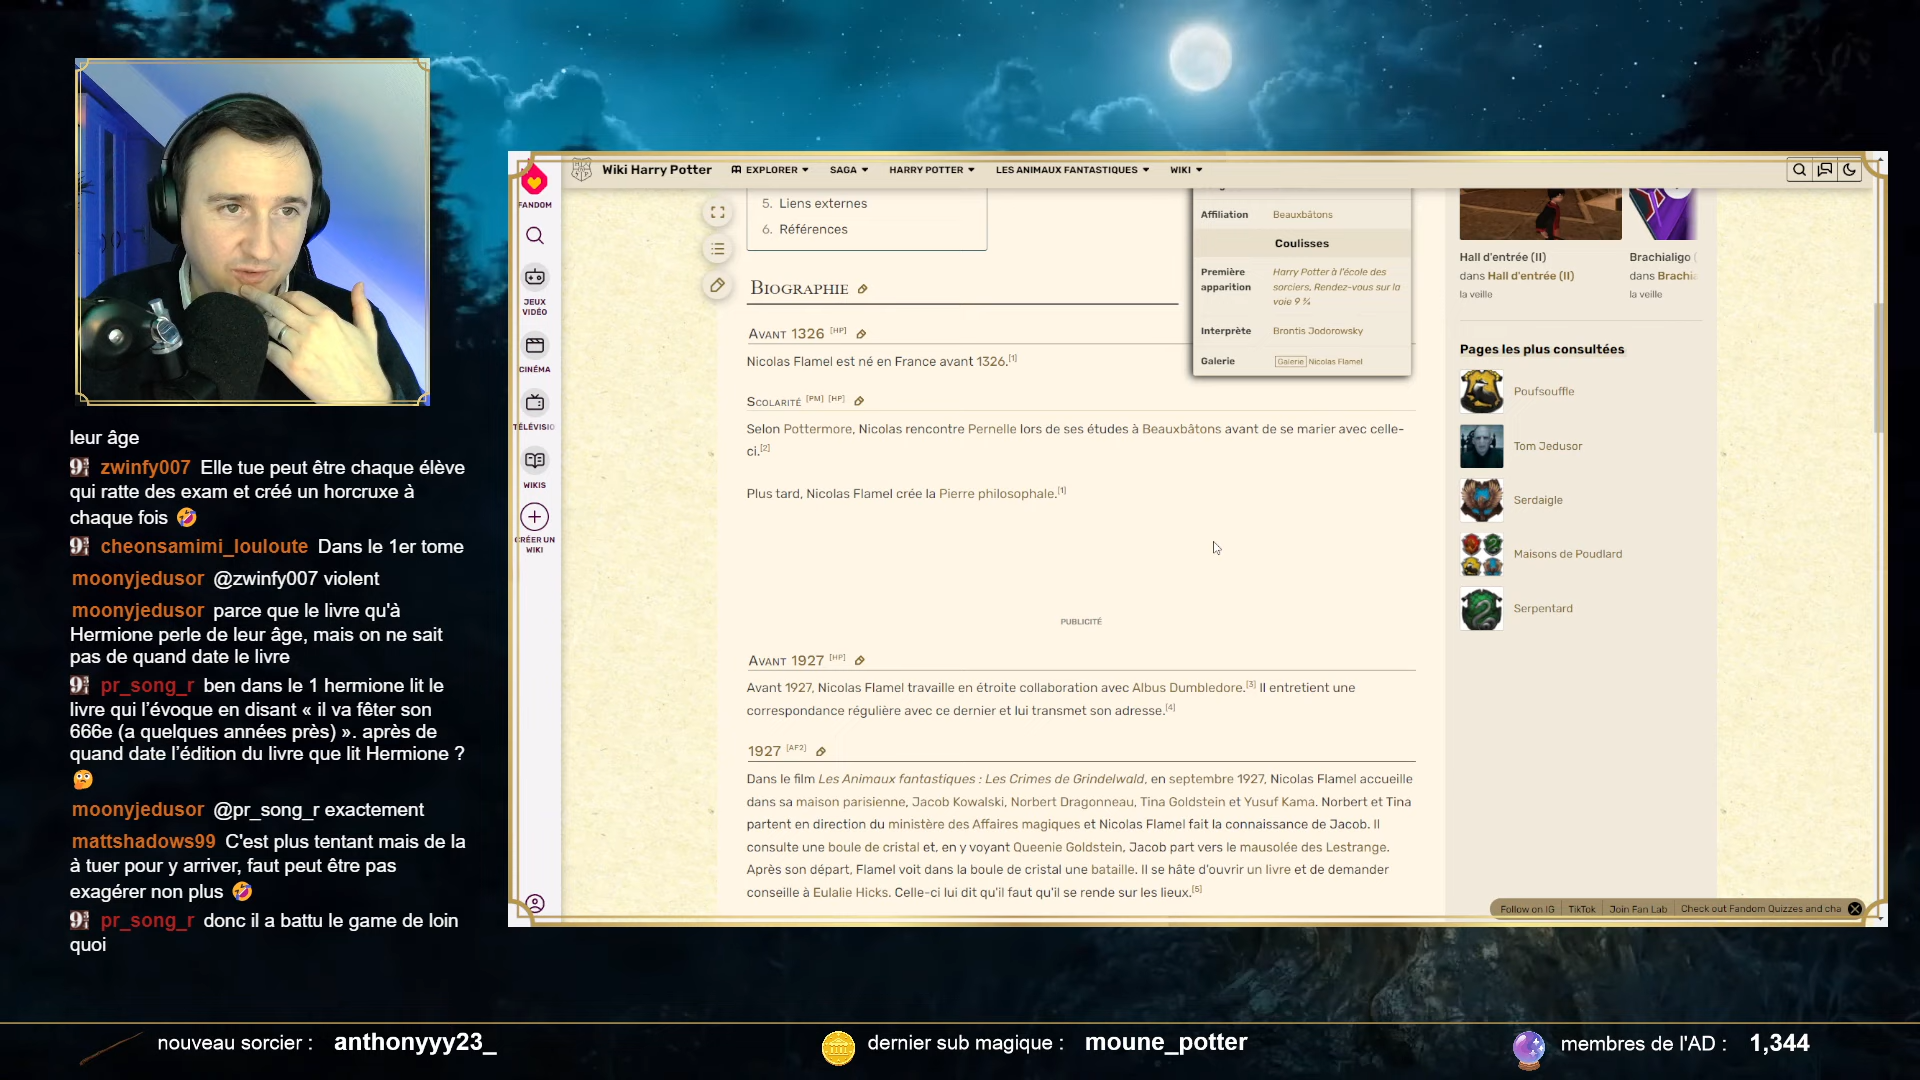 leur âge
zwinfy007 Elle tue peut être chaque élève
qui ratte des exam et créé un horcruxe à
chaque fois 🤣
cheonsamimi_louloute Dans le 1er tome
moonyjedusor @zwinfy007 violent
moonyjedusor parce que le livre qu'à
Hermione perle de leur âge, mais on ne sait
pas de quand date le livre
pr_song_r ben dans le 1 hermione lit le
livre qui l'évoque en disant « il va fêter son
666e (a quelques années près) ». après de
quand date l'édition du livre que lit Hermione ?
🤔
moonyjedusor @pr_song_r exactement
mattshadows99 C'est plus tentant mais de la
à tuer pour y arriver, faut peut être pas
exagérer non plus 🤣
pr_song_r donc il a battu le game de loin
quoi
FANDOM
JEUX
VIDÉO
CINÉMA
TÉLÉVISIO
WIKIS
CRÉER UN
WIKI
Wiki Harry Potter EXPLORER SAGA HARRY POTTER LES ANIMAUX FANTASTIQUES WIKI
5. Liens externes
6. Références
BIOGRAPHIE
AVANT 1326 [HP]
Nicolas Flamel est né en France avant 1326.[1]
SCOLARITÉ [PM] [HP]
Selon Pottermore, Nicolas rencontre Pernelle lors de ses études à Beauxbâtons avant de se marier avec celle-
ci.[2]
Plus tard, Nicolas Flamel crée la Pierre philosophale.[1]
PUBLICITÉ
AVANT 1927 [HP]
Avant 1927, Nicolas Flamel travaille en étroite collaboration avec Albus Dumbledore.[3] Il entretient une
correspondance régulière avec ce dernier et lui transmet son adresse.[4]
1927 [AF2]
Dans le film Les Animaux fantastiques : Les Crimes de Grindelwald, en septembre 1927, Nicolas Flamel accueille
dans sa maison parisienne, Jacob Kowalski, Norbert Dragonneau, Tina Goldstein et Yusuf Kama. Norbert et Tina
partent en direction du ministère des Affaires magiques et Nicolas Flamel fait la connaissance de Jacob. Il
consulte une boule de cristal et, en y voyant Queenie Goldstein, Jacob part vers le mausolée des Lestrange.
Après son départ, Flamel voit dans la boule de cristal une bataille. Il se hâte d'ouvrir un livre et de demander
conseille à Eulalie Hicks. Celle-ci lui dit qu'il faut qu'il se rende sur les lieux.[5]
Affiliation Beauxbâtons
Coulisses
Première
apparition
Harry Potter à l'école des
sorciers, Rendez-vous sur la
voie 9 ¾
Interprète Brontis Jodorowsky
Galerie Galerie Nicolas Flamel
Hall d'entrée (II)
dans Hall d'entrée (II)
la veille
Brachialigo (
dans Brachia
la veille
Pages les plus consultées
Poufsouffle
Tom Jedusor
Serdaigle
Maisons de Poudlard
Serpentard
Follow on IG TikTok Join Fan Lab Check out Fandom Quizzes and cha
nouveau sorcier : anthonyyy23_
dernier sub magique : moune_potter
membres de l'AD : 1,344